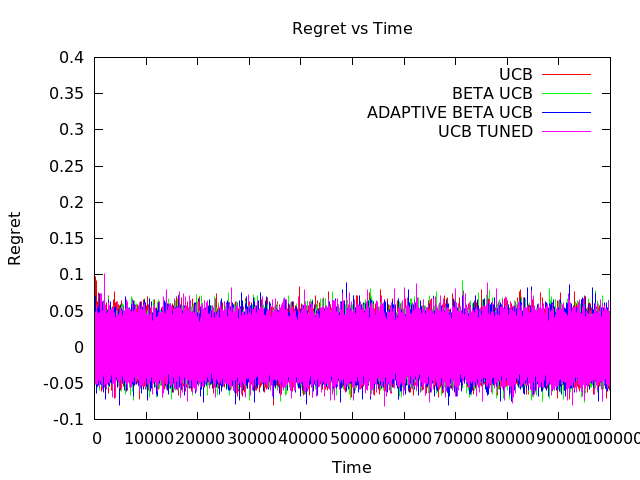 Regret vs Time
0.4
0.35
0.3
0.25
0.2
0.15
0.1
0.05
0
-0.05
-0.1
UCB
BETA UCB
ADAPTIVE BETA UCB
UCB TUNED
Regret
0 10000 20000 30000 40000 50000 60000 70000 80000 90000 100000
Time